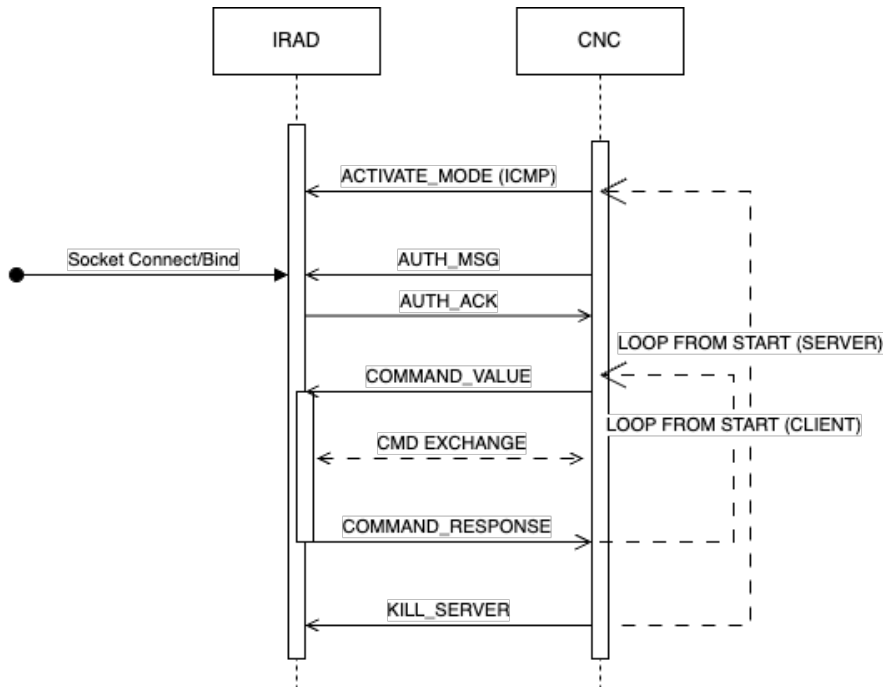 IRAD
CNC
ACTIVATE_MODE (ICMP)
Socket Connect/Bind
AUTH_MSG
AUTH_ACK
LOOP FROM START (SERVER)
COMMAND_VALUE
LOOP FROM START (CLIENT)
CMD EXCHANGE
COMMAND_RESPONSE
KILL_SERVER